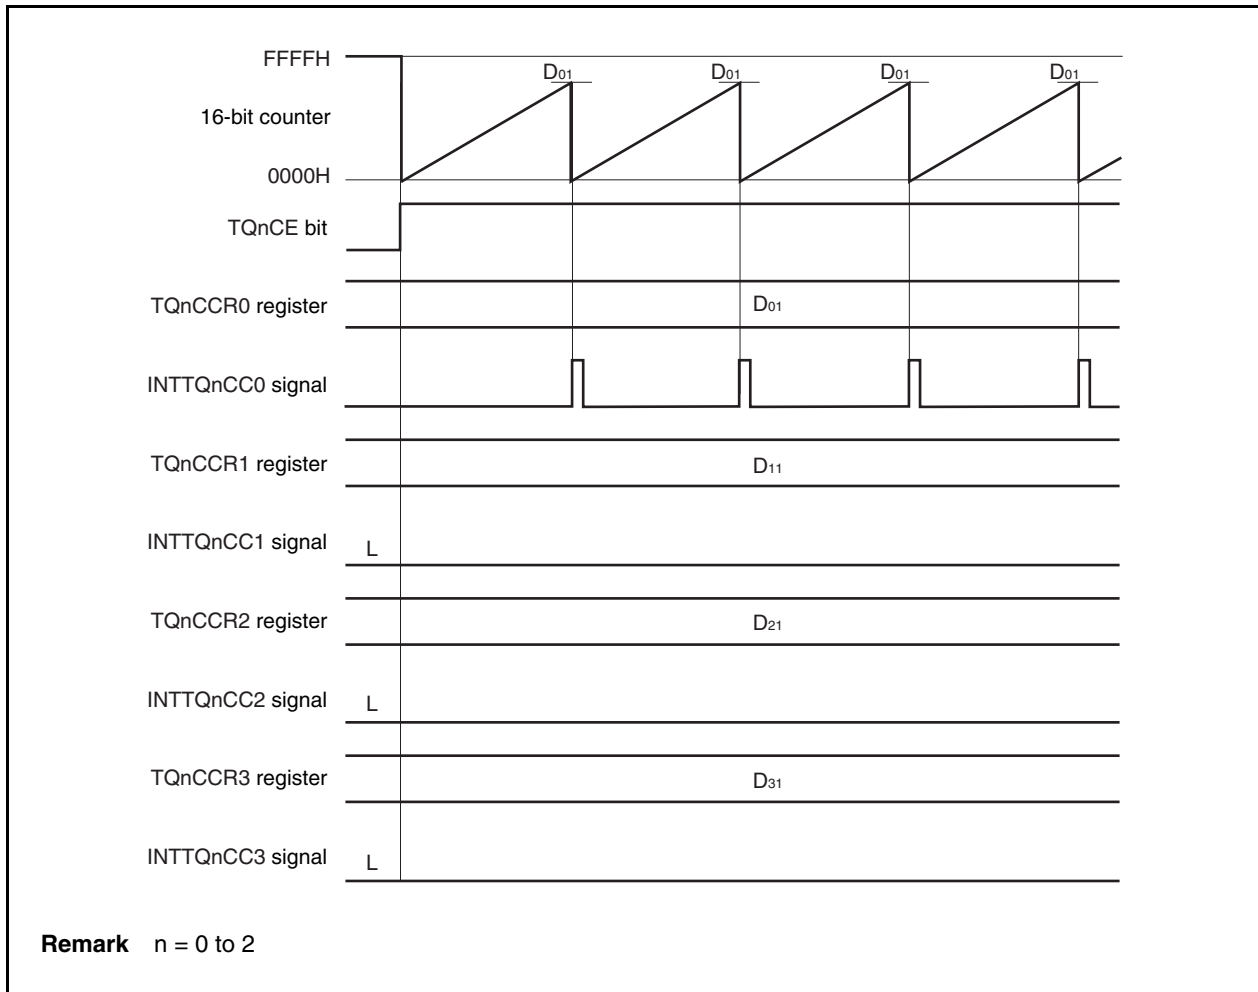 FFFFH
D01 D01 D01 D01
16-bit counter
0000H
TQnCE bit
TQnCCR0 register D01
INTTQnCC0 signal
TQnCCR1 register D11
INTTQnCC1 signal L
TQnCCR2 register D21
INTTQnCC2 signal L
TQnCCR3 register D31
INTTQnCC3 signal L
Remark n = 0 to 2